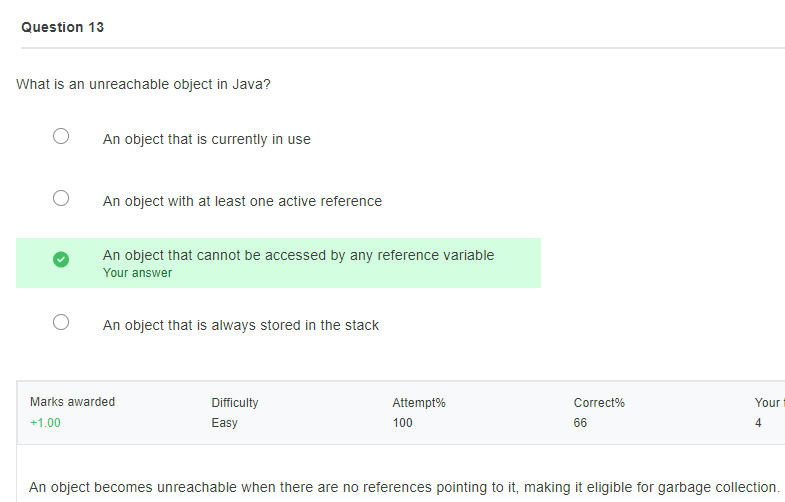 Question 13
What is an unreachable object in Java?
An object that is currently in use
An object with at least one active reference
An object that cannot be accessed by any reference variable
Your answer
An object that is always stored in the stack
Marks awarded Difficulty Attempt% Correct% Your
+1.00 Easy 100 66 4
An object becomes unreachable when there are no references pointing to it, making it eligible for garbage collection.